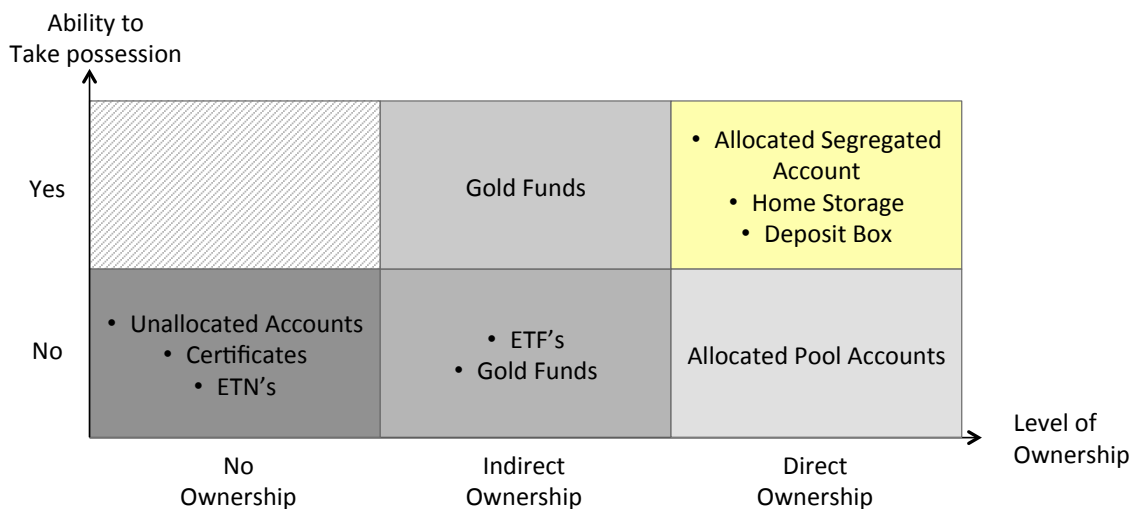 Ability to
Take possession
Yes
Gold Funds
• Allocated Segregated
Account
• Home Storage
• Deposit Box
No
• Unallocated Accounts
• Certificates
• ETN’s
• ETF’s
• Gold Funds
Allocated Pool Accounts
Level of
Ownership
No
Ownership
Indirect
Ownership
Direct
Ownership